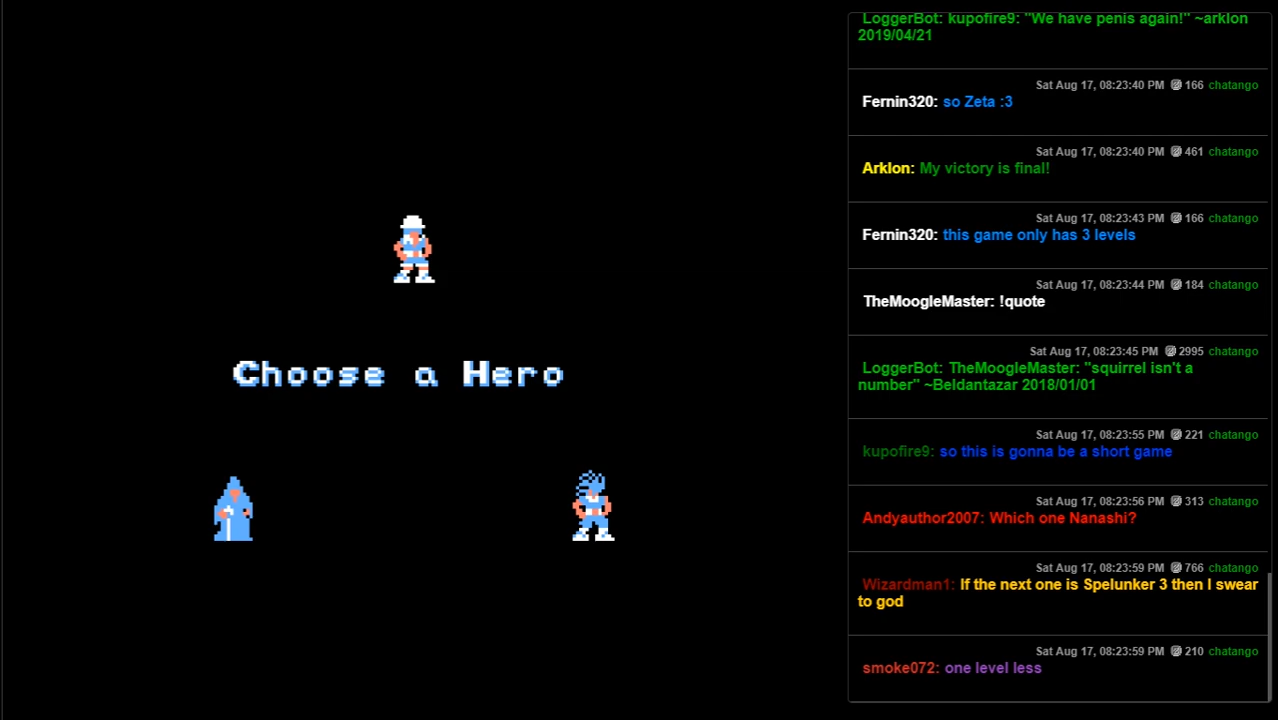 Choose a Hero
LoggerBot: kupofire9: "We have penis again!" ~arklon
2019/04/21
Sat Aug 17, 08:23:40 PM 166 chatango
Fernin320: so Zeta :3
Sat Aug 17, 08:23:40 PM 461 chatango
Arklon: My victory is final!
Sat Aug 17, 08:23:43 PM 166 chatango
Fernin320: this game only has 3 levels
Sat Aug 17, 08:23:44 PM 184 chatango
TheMoogleMaster: !quote
Sat Aug 17, 08:23:45 PM 2995 chatango
LoggerBot: TheMoogleMaster: "squirrel isn't a
number" ~Beldantazar 2018/01/01
Sat Aug 17, 08:23:55 PM 221 chatango
kupofire9: so this is gonna be a short game
Sat Aug 17, 08:23:56 PM 313 chatango
Andyauthor2007: Which one Nanashi?
Sat Aug 17, 08:23:59 PM 766 chatango
Wizardman1: If the next one is Spelunker 3 then I swear
to god
Sat Aug 17, 08:23:59 PM 210 chatango
smoke072: one level less